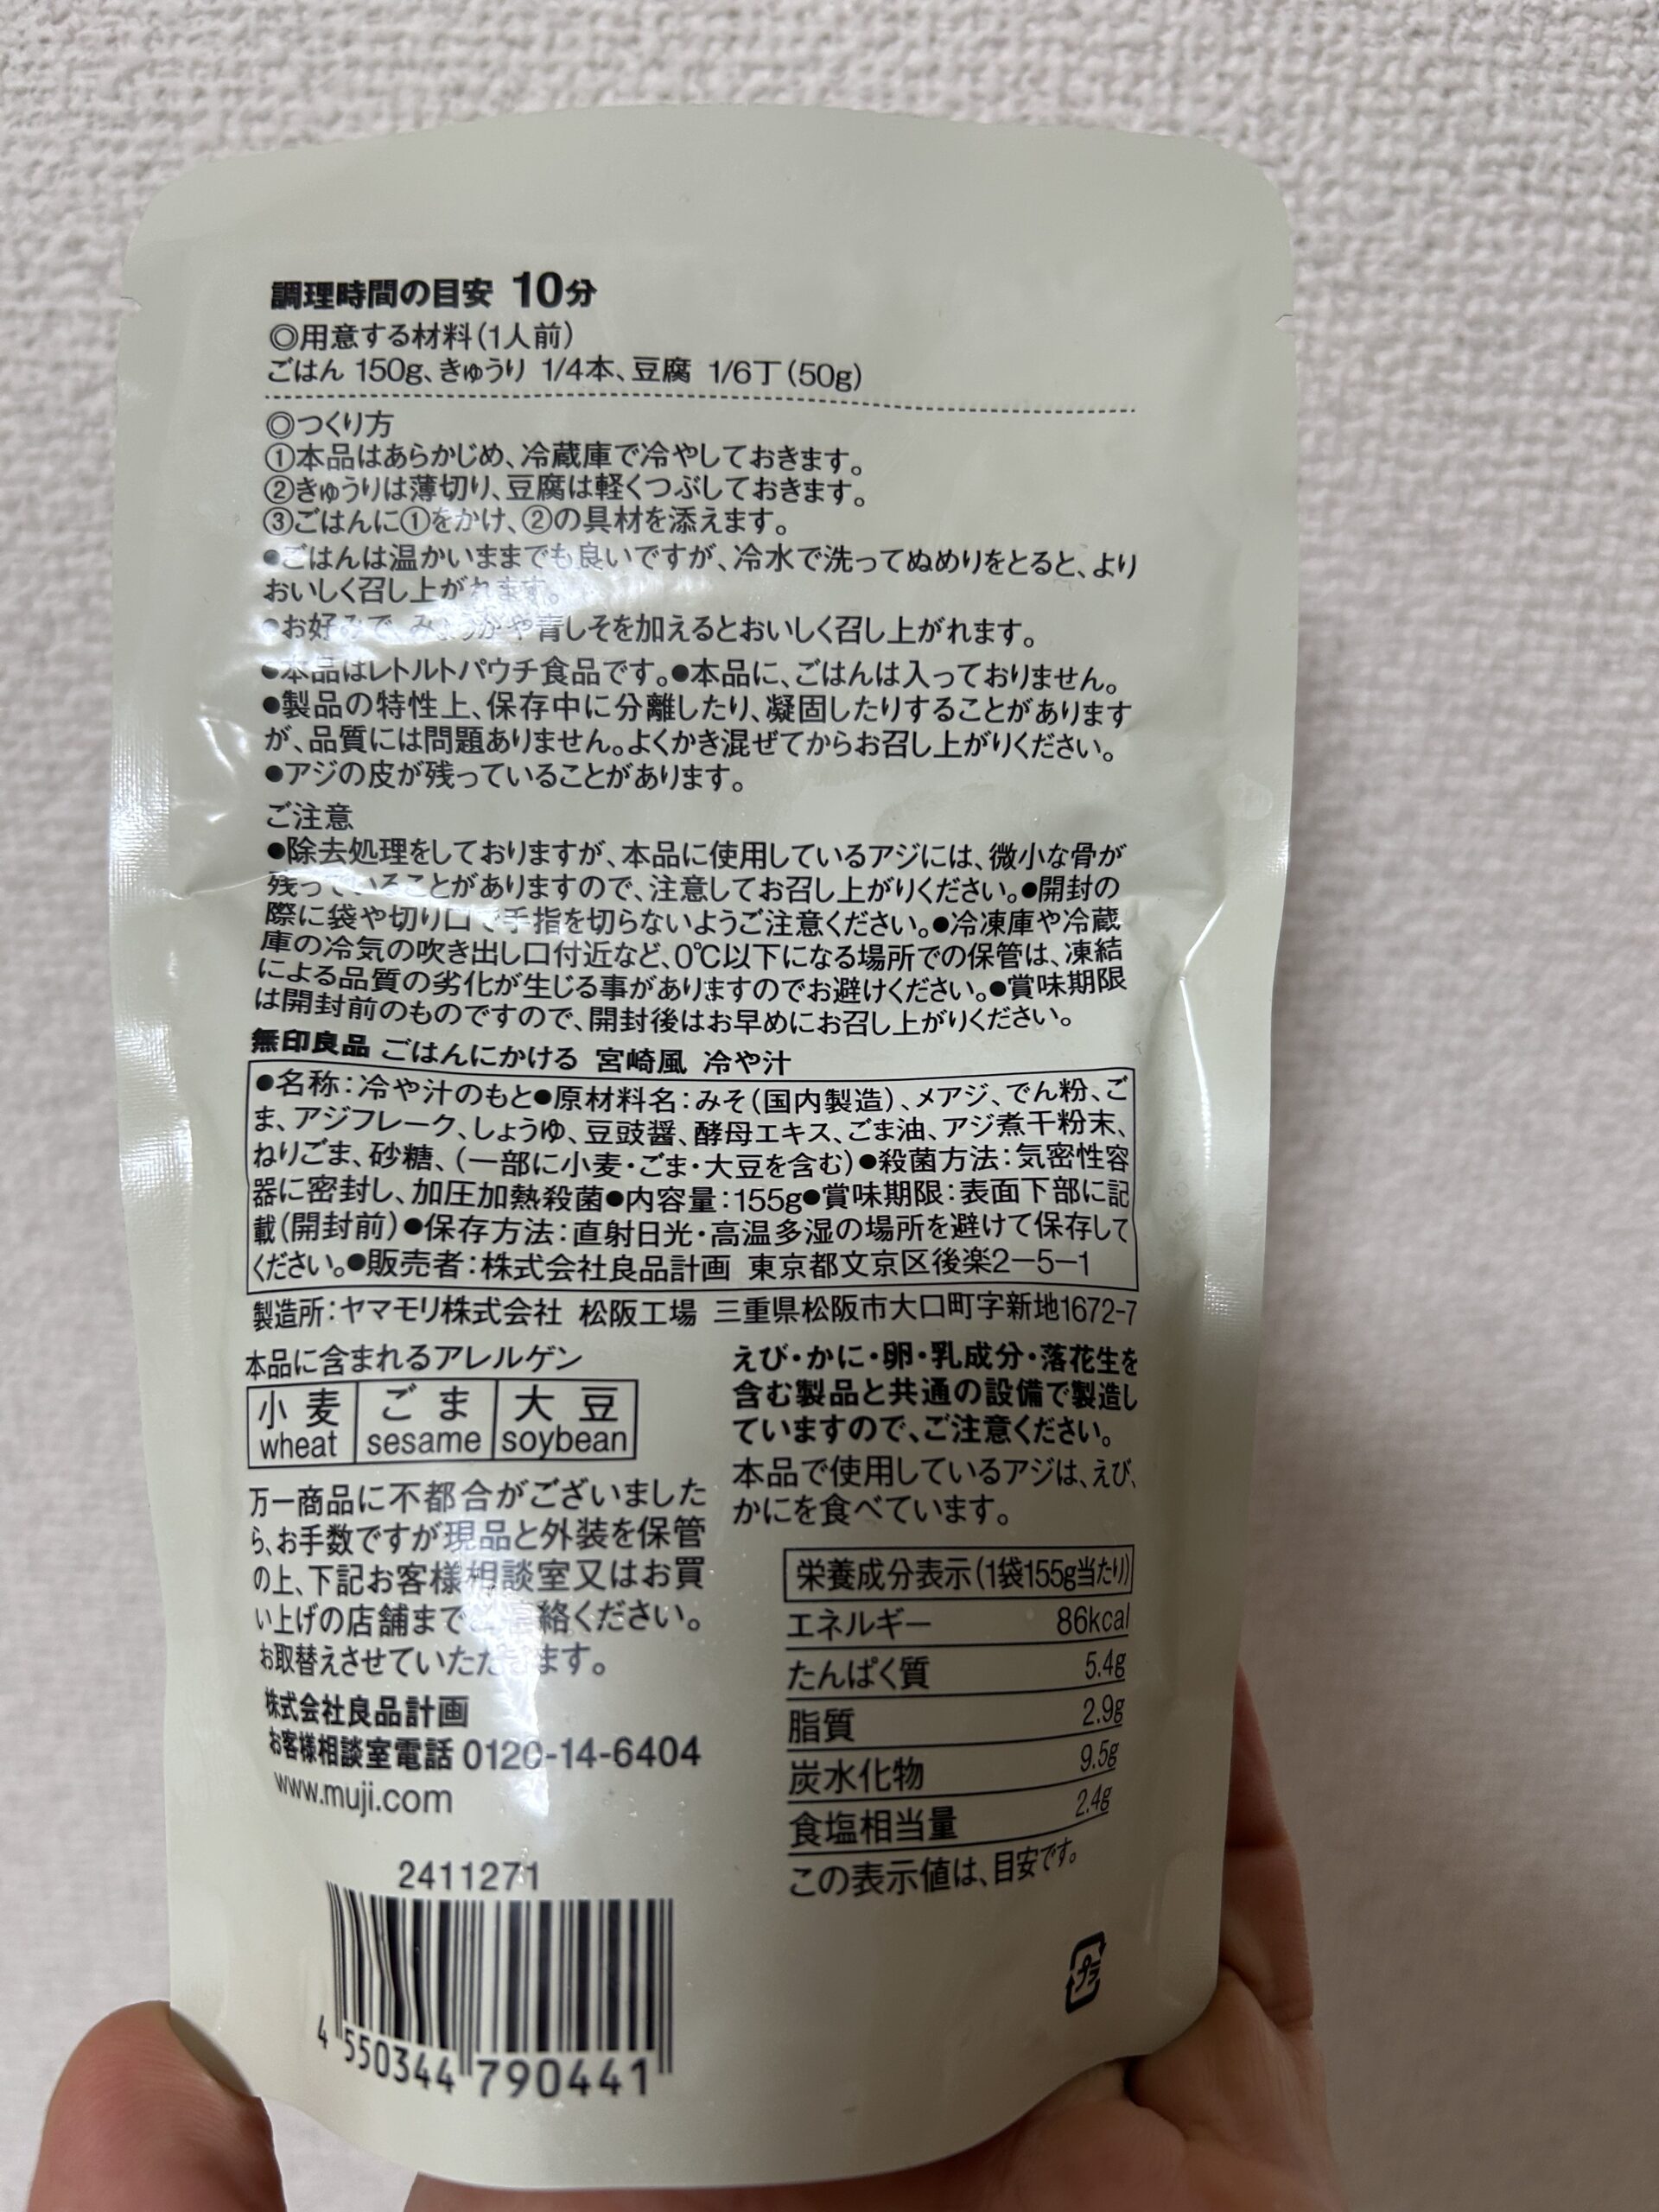 調理時間の目安 10分
◎用意する材料(1人前)
ごはん 150g、きゅうり 1/4本、豆腐 1/6丁(50g)
◎つくり方
①本品はあらかじめ、冷蔵庫で冷やしておきます。
②きゅうりは薄切り、豆腐は軽くつぶしておきます。
③ごはんに①をかけ、②の具材を添えます。
●ごはんは温かいままでも良いですが、冷水で洗ってぬめりをとると、より
おいしく召し上がれます。
●お好みで、みょうがや青しそを加えるとおいしく召し上がれます。
●本品はレトルトパウチ食品です。●本品に、ごはんは入っておりません。
●製品の特性上、保存中に分離したり、凝固したりすることがあります
が、品質には問題ありません。よくかき混ぜてからお召し上がりください。
●アジの皮が残っていることがあります。
ご注意
●除去処理をしておりますが、本品に使用しているアジには、微小な骨が
残っていることがありますので、注意してお召し上がりください。●開封の
際に袋や切り口で手指を切らないようご注意ください。●冷凍庫や冷蔵
庫の冷気の吹き出し口付近など、0℃以下になる場所での保管は、凍結
による品質の劣化が生じる事がありますのでお避けください。●賞味期限
は開封前のものですので、開封後はお早めにお召し上がりください。
無印良品 ごはんにかける 宮崎風 冷や汁
●名称：冷や汁のもと●原材料名：みそ(国内製造)、メアジ、でん粉、ご
ま、アジフレーク、しょうゆ、豆豉醤、酵母エキス、ごま油、アジ煮干粉末、
ねりごま、砂糖、(一部に小麦・ごま・大豆を含む)●殺菌方法：気密性容
器に密封し、加圧加熱殺菌●内容量：155g●賞味期限：表面下部に記
載(開封前)●保存方法：直射日光・高温多湿の場所を避けて保存して
ください。●販売者：株式会社良品計画 東京都文京区後楽2−5−1
製造所：ヤマモリ株式会社 松阪工場 三重県松阪市大口町字新地1672-7
本品に含まれるアレルゲン
小麦 ごま 大豆
wheat sesame soybean
万一商品に不都合がございました
ら、お手数ですが現品と外装を保管
の上、下記お客様相談室又はお買
い上げの店舗までご連絡ください。
お取替えさせていただきます。
株式会社良品計画
お客様相談室電話 0120-14-6404
www.muji.com
2411271
4 550344 790441
えび・かに・卵・乳成分・落花生を
含む製品と共通の設備で製造し
ていますので、ご注意ください。
本品で使用しているアジは、えび、
かにを食べています。
栄養成分表示(1袋155g当たり)
エネルギー 86kcal
たんぱく質 5.4g
脂質 2.9g
炭水化物 9.5g
食塩相当量 2.4g
この表示値は、目安です。
プラ